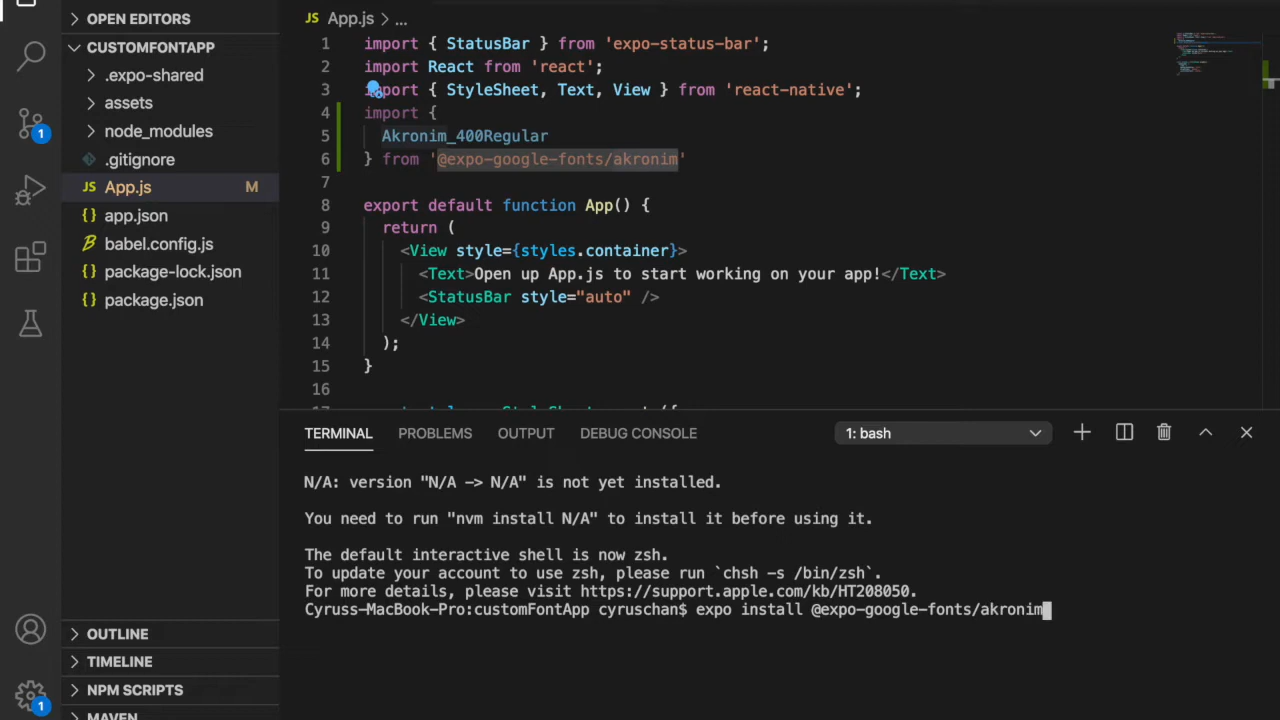 OPEN EDITORS
CUSTOMFONTAPP
.expo-shared
assets
node_modules
.gitignore
JS App.js M
{} app.json
babel.config.js
{} package-lock.json
{} package.json
OUTLINE
TIMELINE
NPM SCRIPTS
MAVEN
1
1
JS App.js > ...
1 import { StatusBar } from 'expo-status-bar';
2 import React from 'react';
3 import { StyleSheet, Text, View } from 'react-native';
4 import {
5 Akronim_400Regular
6 } from '@expo-google-fonts/akronim'
7
8 export default function App() {
9 return (
10 <View style={styles.container}>
11 <Text>Open up App.js to start working on your app!</Text>
12 <StatusBar style="auto" />
13 </View>
14 );
15 }
16
TERMINAL PROBLEMS OUTPUT DEBUG CONSOLE 1: bash
N/A: version "N/A -> N/A" is not yet installed.
You need to run "nvm install N/A" to install it before using it.
The default interactive shell is now zsh.
To update your account to use zsh, please run `chsh -s /bin/zsh`.
For more details, please visit https://support.apple.com/kb/HT208050.
Cyruss-MacBook-Pro:customFontApp cyruschan$ expo install @expo-google-fonts/akronim